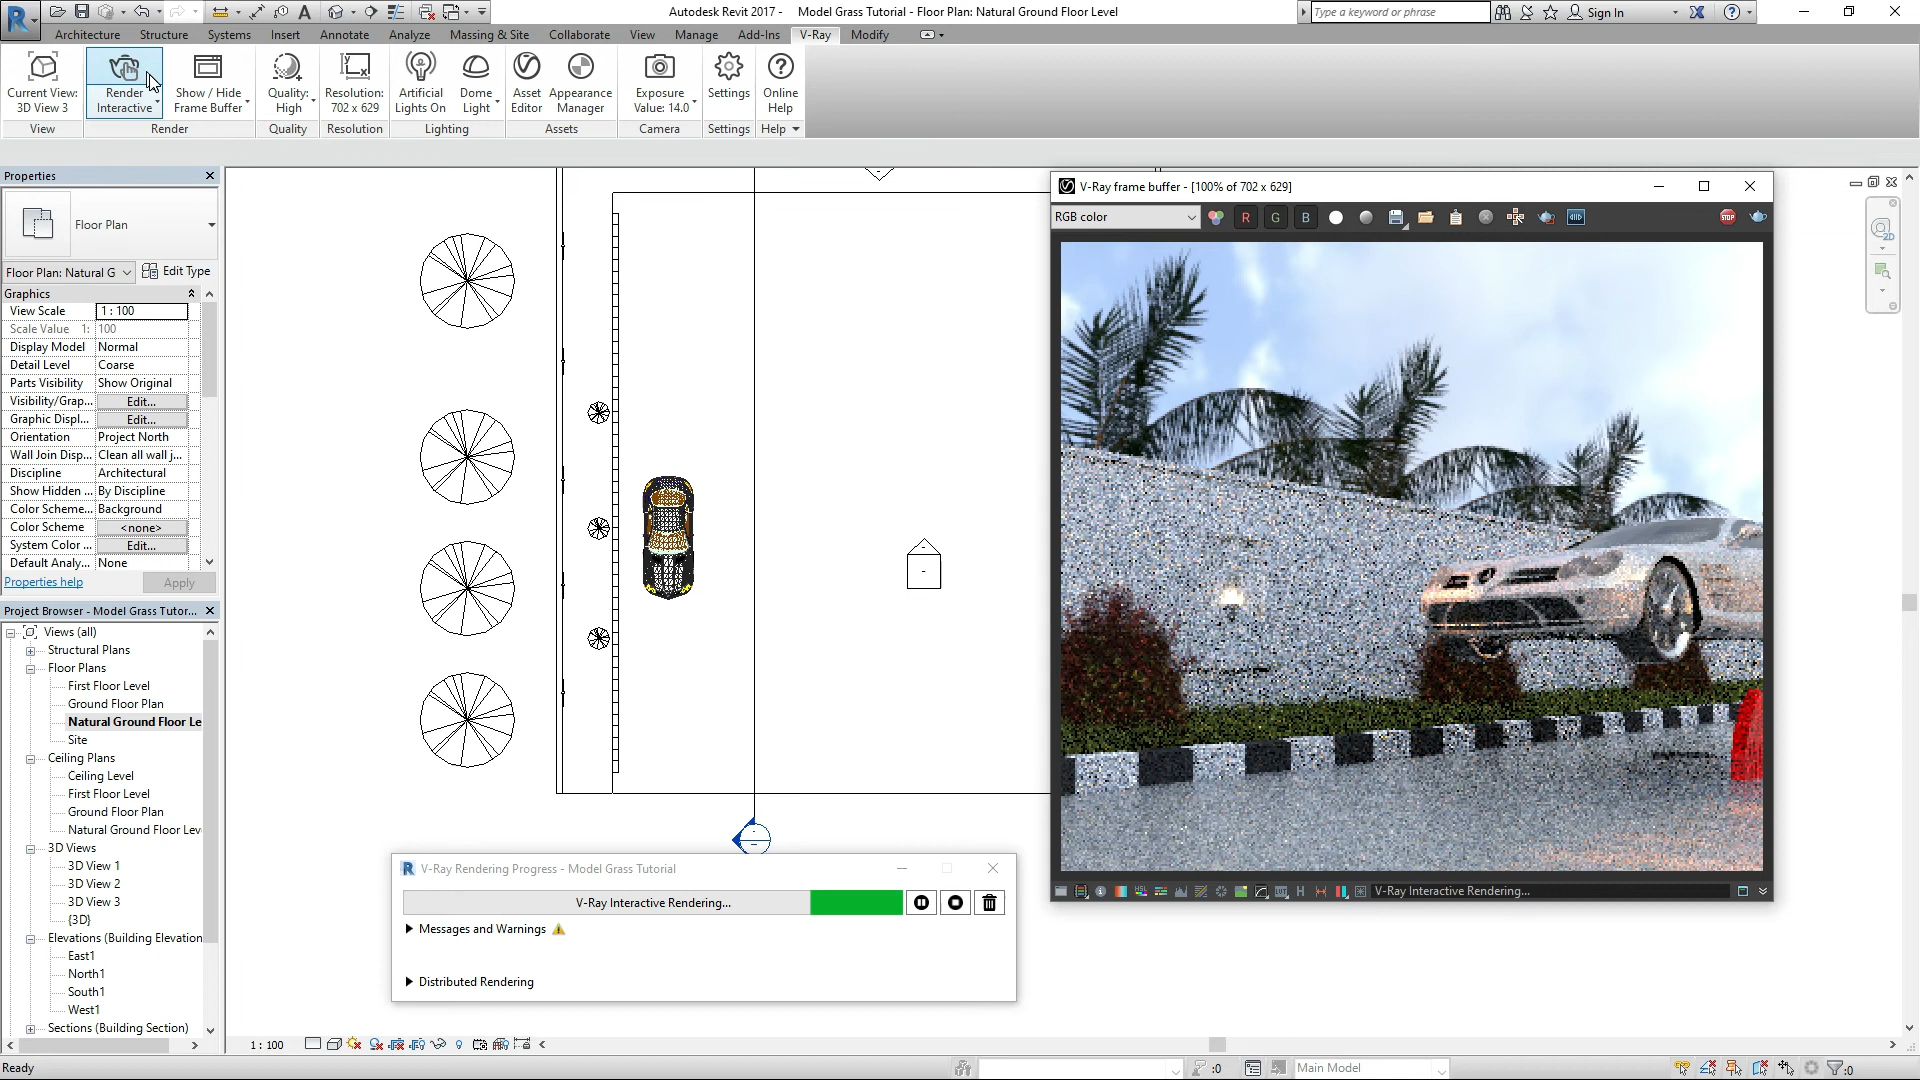 Autodesk Revit 2017 - Model Grass Tutorial - Floor Plan: Natural Ground Floor Level
Type a keyword or phrase
Sign In
Architecture Structure Systems Insert Annotate Analyze Massing & Site Collaborate View Manage Add-Ins V-Ray Modify
Current View: 3D View 3
Render Interactive
Show / Hide Frame Buffer
Quality: High
Resolution: 702 x 629
Artificial Lights On
Dome Light
Asset Editor
Appearance Manager
Exposure Value: 14.0
Settings
Online Help
View Render Quality Resolution Lighting Assets Camera Settings Help
Properties
Floor Plan
Floor Plan: Natural G
Edit Type
Graphics
View Scale 1 : 100
Scale Value 1: 100
Display Model Normal
Detail Level Coarse
Parts Visibility Show Original
Visibility/Grap... Edit...
Graphic Displ... Edit...
Orientation Project North
Wall Join Disp... Clean all wall j...
Discipline Architectural
Show Hidden ... By Discipline
Color Scheme... Background
Color Scheme <none>
System Color ... Edit...
Default Analy... None
Properties help
Apply
Project Browser - Model Grass Tutor...
Views (all)
Structural Plans
Floor Plans
First Floor Level
Ground Floor Plan
Natural Ground Floor Le
Site
Ceiling Plans
Ceiling Level
First Floor Level
Ground Floor Plan
Natural Ground Floor Lev
3D Views
3D View 1
3D View 2
3D View 3
{3D}
Elevations (Building Elevation
East1
North1
South1
West1
Sections (Building Section)
V-Ray frame buffer - [100% of 702 x 629]
RGB color
R
G
B
STOP
2D
V-Ray Interactive Rendering...
V-Ray Rendering Progress - Model Grass Tutorial
V-Ray Interactive Rendering...
Messages and Warnings
Distributed Rendering
1 : 100
Ready
:0
Main Model
:0